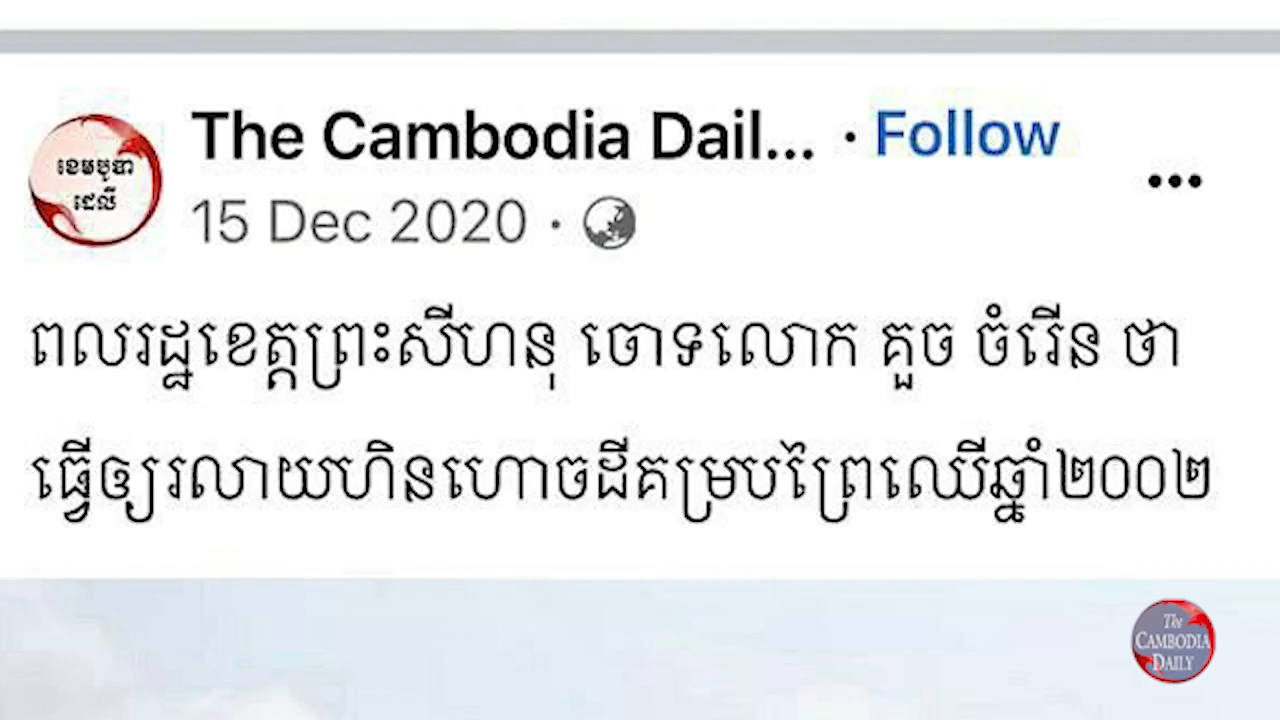 The Cambodia Dail... · Follow
ខេមបូឌា
ដេលី
15 Dec 2020 ·
ពលរដ្ឋខេត្តព្រះសីហនុ ចោទលោក គួច ចំរើន ថា
ធ្វើឲ្យរលាយហិនហោចដីគម្របព្រៃឈើឆ្នាំ២០០២
The
CAMBODIA
DAILY